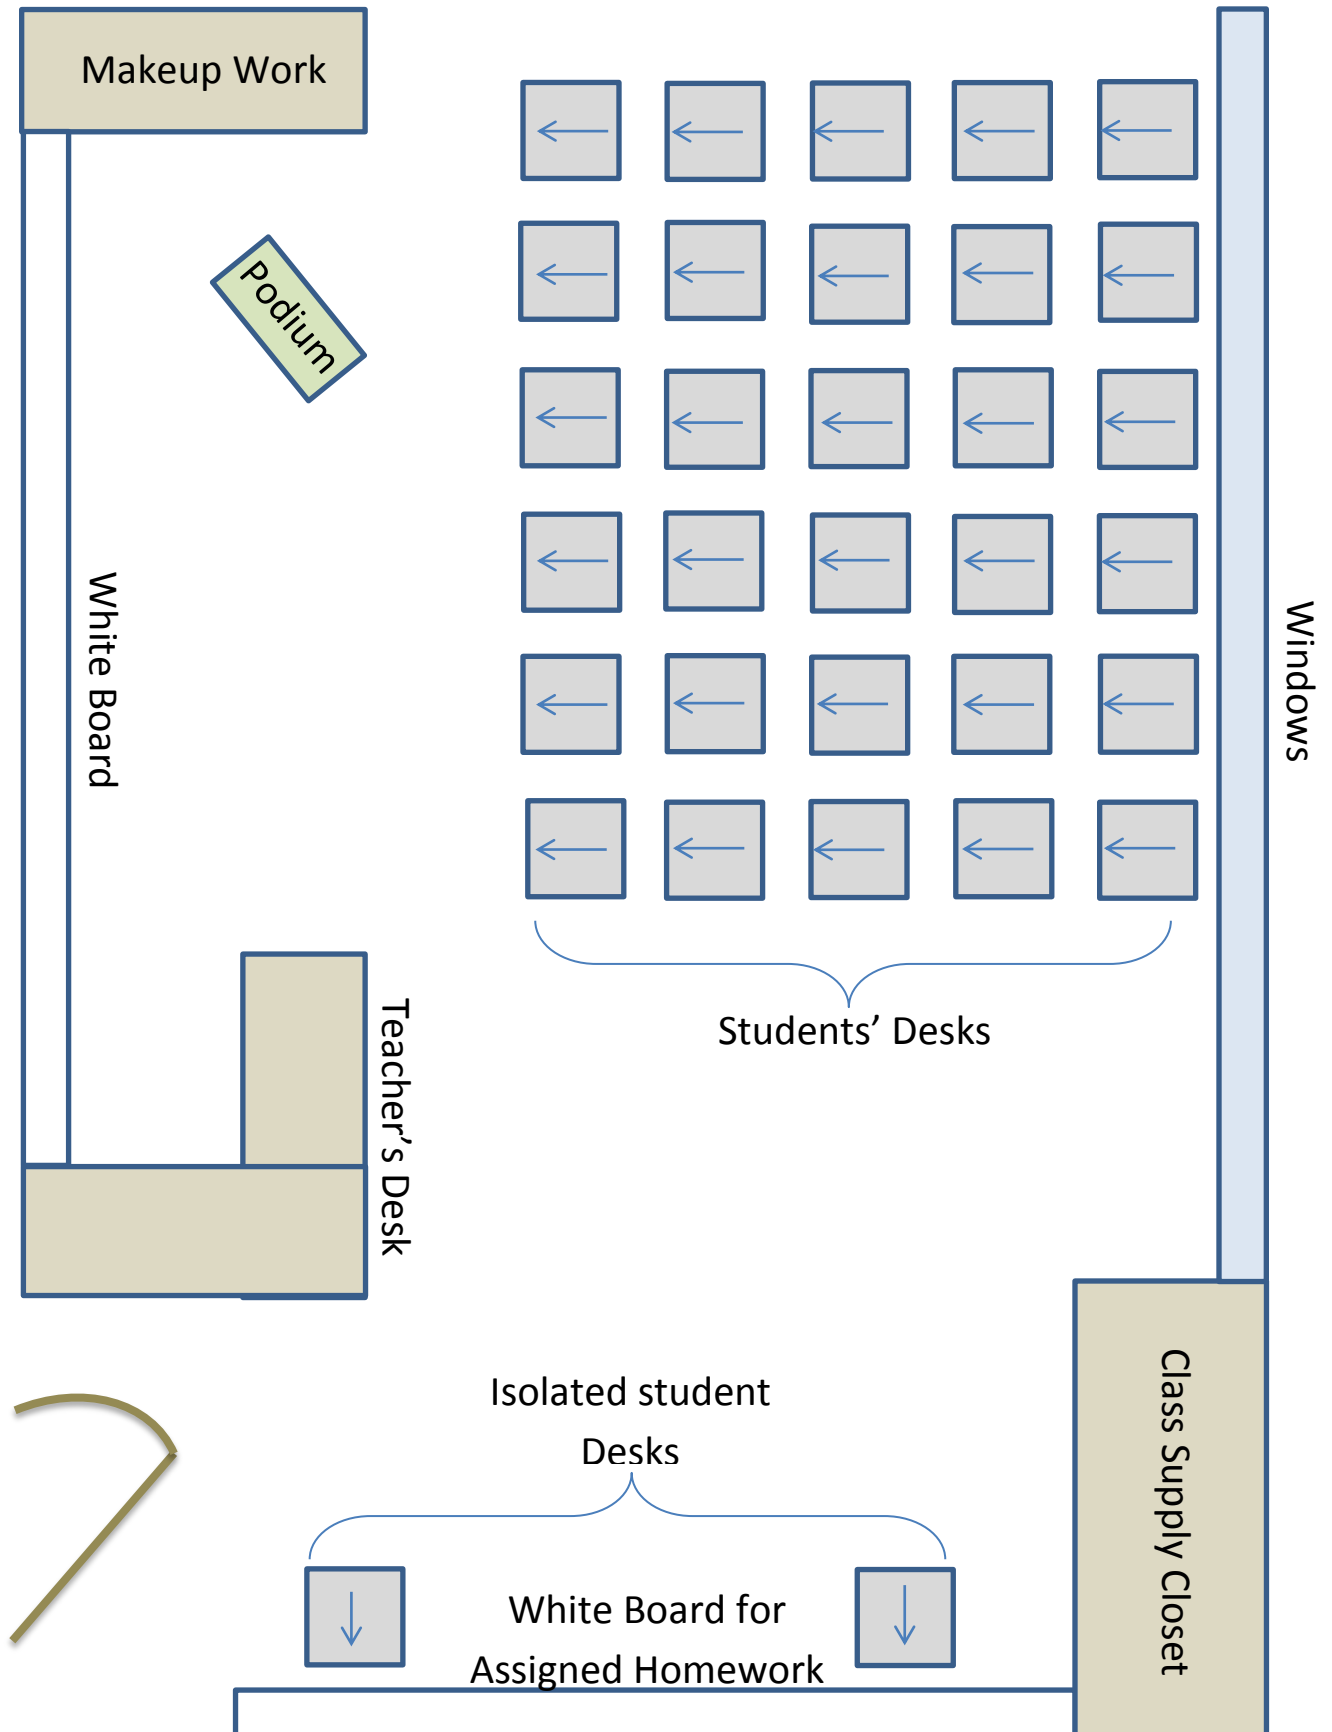 Makeup Work
Podium
White Board
Windows
Teacher’s Desk
Students’ Desks
Isolated student
Desks
Class Supply Closet
White Board for
Assigned Homework